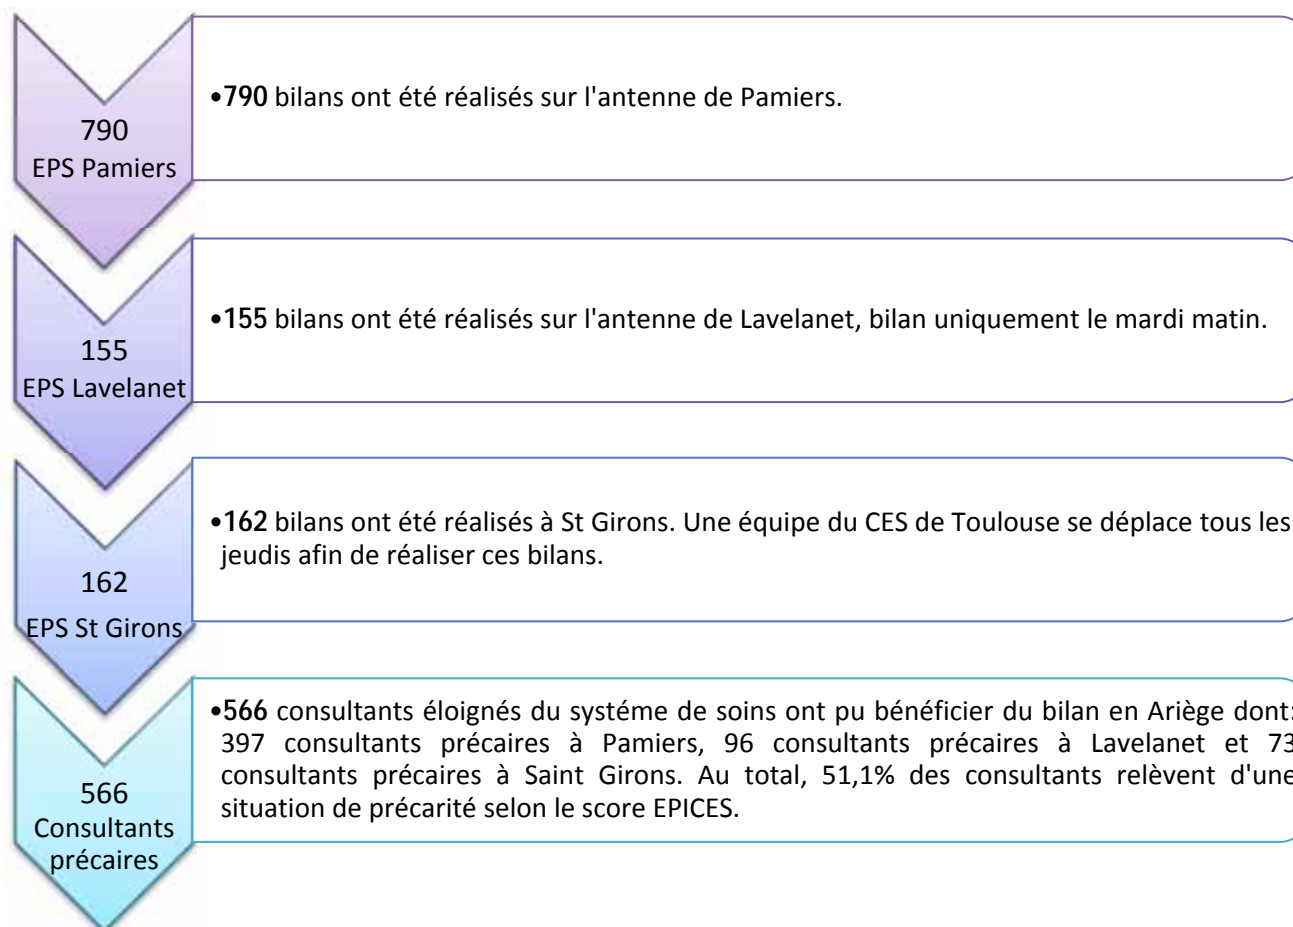 790
EPS Pamiers
•790 bilans ont été réalisés sur l'antenne de Pamiers.
155
EPS Lavelanet
•155 bilans ont été réalisés sur l'antenne de Lavelanet, bilan uniquement le mardi matin.
162
EPS St Girons
•162 bilans ont été réalisés à St Girons. Une équipe du CES de Toulouse se déplace tous les
jeudis afin de réaliser ces bilans.
566
Consultants
précaires
•566 consultants éloignés du systéme de soins ont pu bénéficier du bilan en Ariège dont:
397 consultants précaires à Pamiers, 96 consultants précaires à Lavelanet et 73
consultants précaires à Saint Girons. Au total, 51,1% des consultants relèvent d'une
situation de précarité selon le score EPICES.